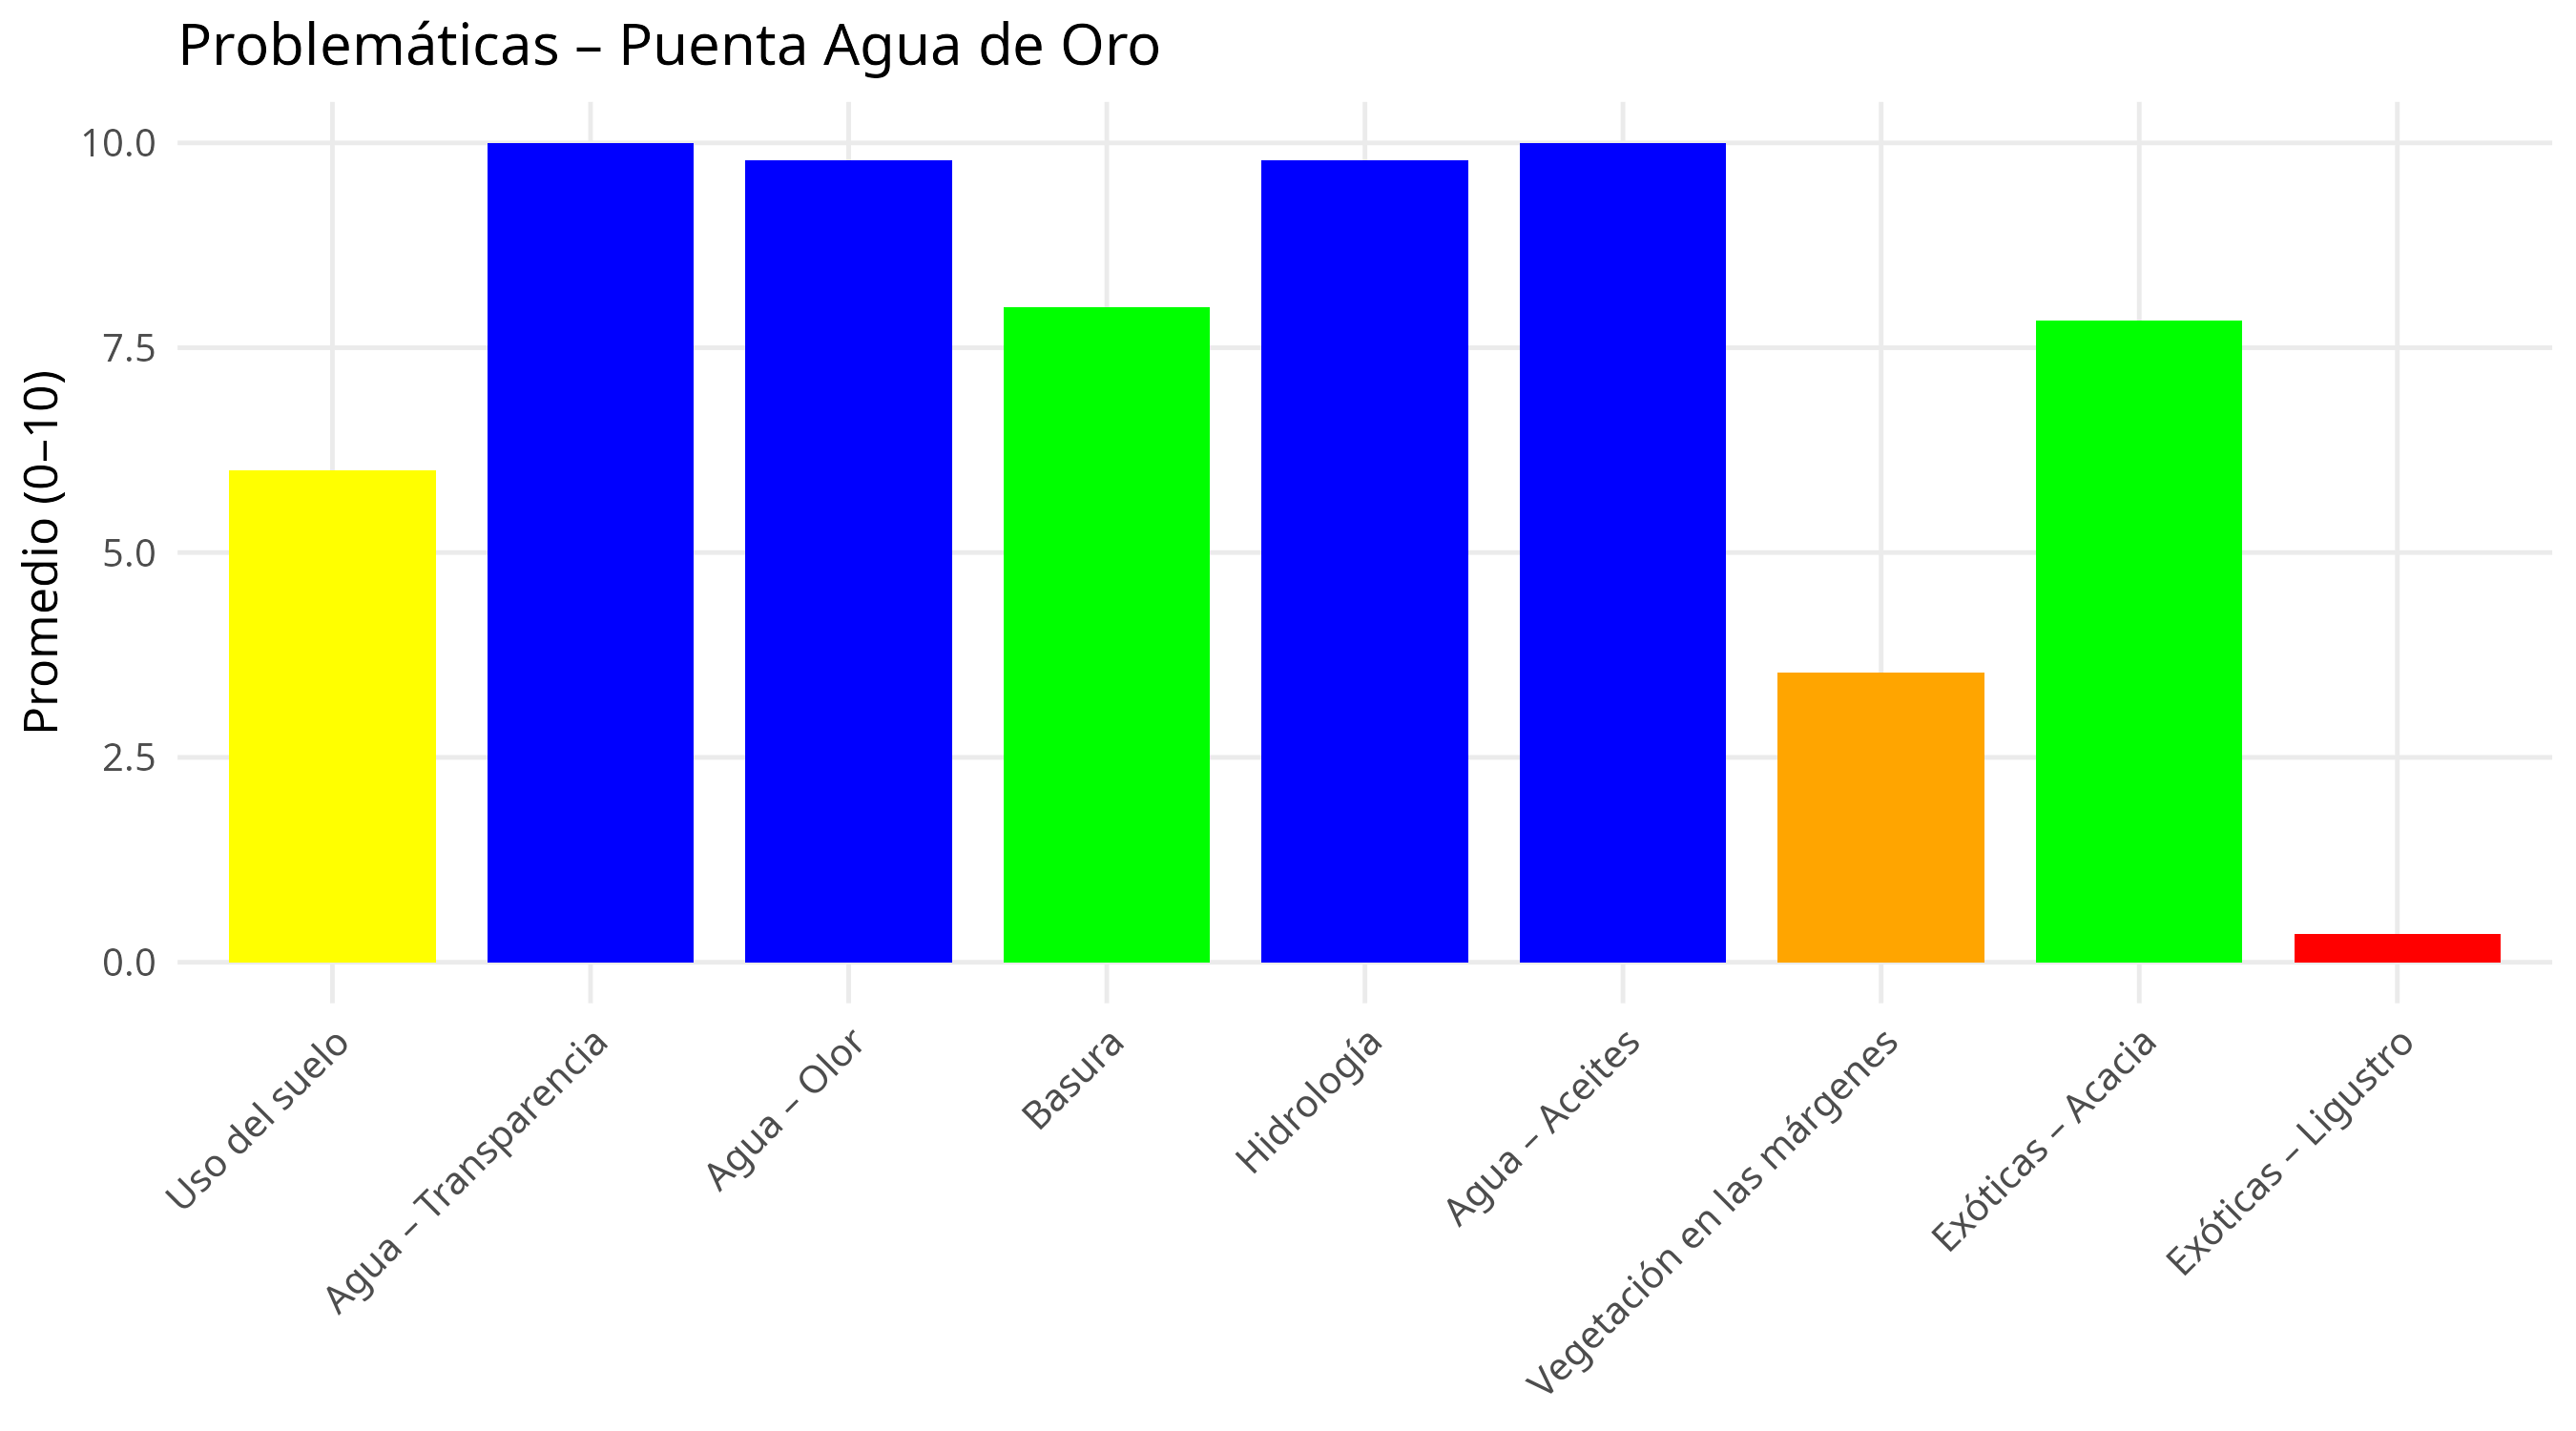 Problemáticas – Puenta Agua de Oro
Promedio (0–10)
10.0
7.5
5.0
2.5
0.0
Uso del suelo
Agua – Transparencia
Agua – Olor
Basura
Hidrología
Agua – Aceites
Vegetación en las márgenes
Exóticas – Acacia
Exóticas – Ligustro